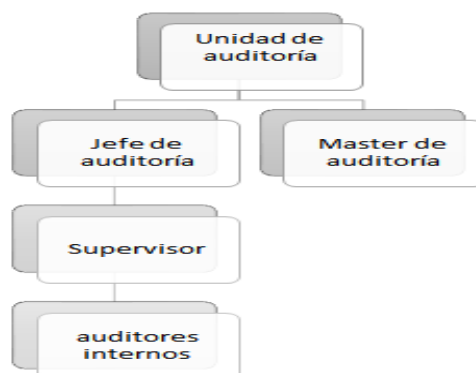 Unidad de
auditoría
Jefe de
auditoría
Master de
auditoría
Supervisor
auditores
internos